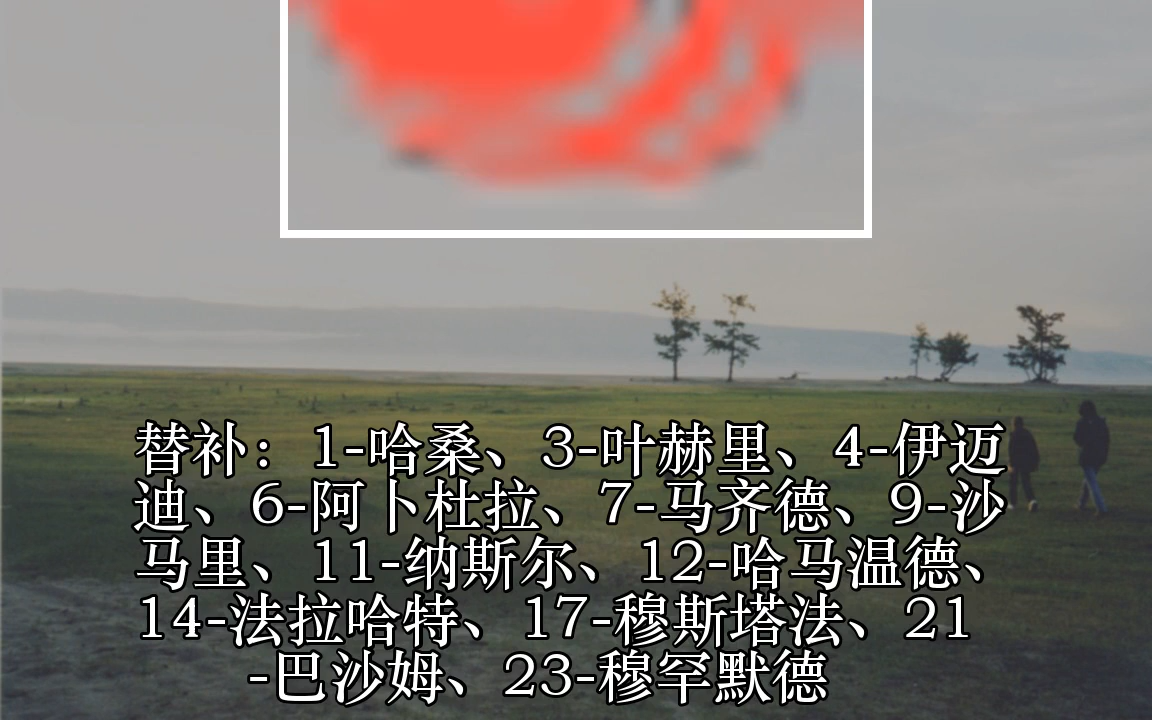 替补：1-哈桑、3-叶赫里、4-伊迈
迪、6-阿卜杜拉、7-马齐德、9-沙
马里、11-纳斯尔、12-哈马温德、
14-法拉哈特、17-穆斯塔法、21
-巴沙姆、23-穆罕默德